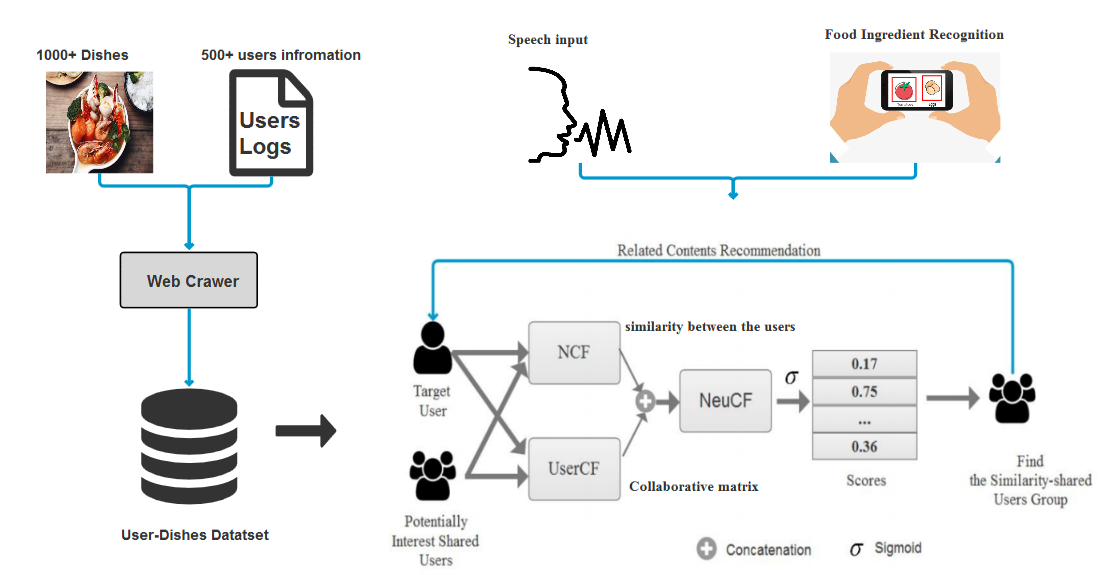 1000+ Dishes
500+ users infromation
Users
Logs
Web Crawer
User-Dishes Datatset
Speech input
Food Ingredient Recognition
Related Contents Recommendation
similarity between the users
NCF
Target
User
NeuCF
σ
0.17
0.75
...
0.36
Scores
UserCF
Collaborative matrix
Potentially
Interest Shared
Users
Find
the Similarity-shared
Users Group
Concatenation
σ Sigmoid